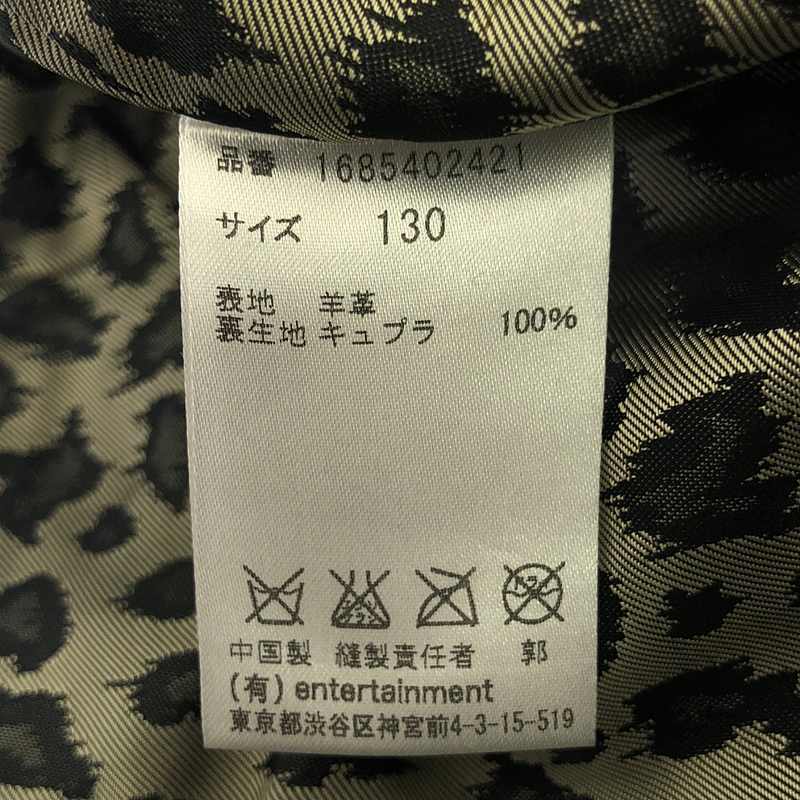 品番 1685402421
サイズ 130
表地 羊革
裏生地 キュプラ 100%
中国製 縫製責任者 郭
(有) entertainment
東京都渋谷区神宮前4-3-15-519